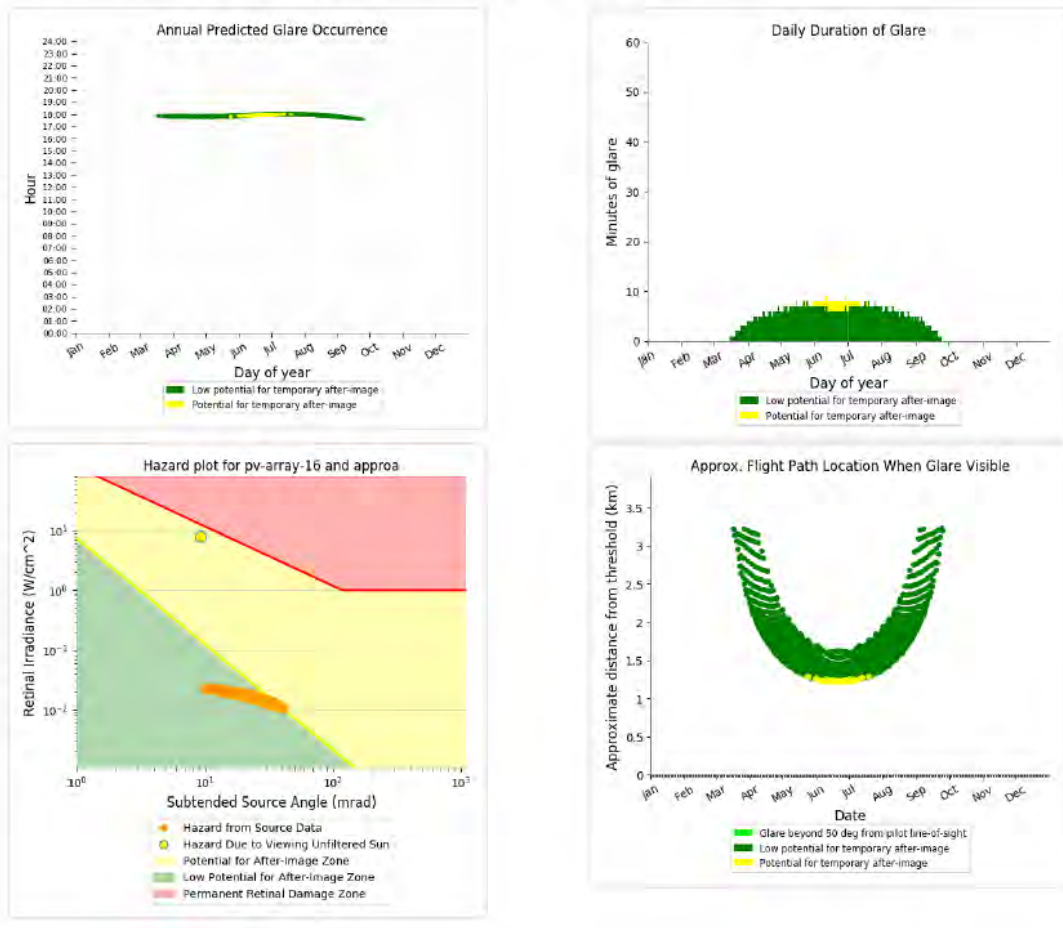 Annual Predicted Glare Occurrence
Hour
24:00
23:00
22:00
21:00
20:00
19:00
18:00
17:00
16:00
15:00
14:00
13:00
12:00
11:00
10:00
09:00
08:00
07:00
06:00
05:00
04:00
03:00
02:00
01:00
00:00
Jan Feb Mar Apr May Jun Jul Aug Sep Oct Nov Dec
Day of year
Low potential for temporary after-image
Potential for temporary after-image
Daily Duration of Glare
Minutes of glare
60
50
40
30
20
10
0
Jan Feb Mar Apr May Jun Jul Aug Sep Oct Nov Dec
Day of year
Low potential for temporary after-image
Potential for temporary after-image
Hazard plot for pv-array-16 and approa
Retinal Irradiance (W/cm^2)
10^1
10^0
10^-1
10^-2
10^0 10^1 10^2 10^3
Subtended Source Angle (mrad)
Hazard from Source Data
Hazard Due to Viewing Unfiltered Sun
Potential for After-Image Zone
Low Potential for After-Image Zone
Permanent Retinal Damage Zone
Approx. Flight Path Location When Glare Visible
Approximate distance from threshold (km)
3.5
3
2.5
2
1.5
1
0.5
0
Jan Feb Mar Apr May Jun Jul Aug Sep Oct Nov Dec
Date
Glare beyond 50 deg from pilot line-of-sight
Low potential for temporary after-image
Potential for temporary after-image